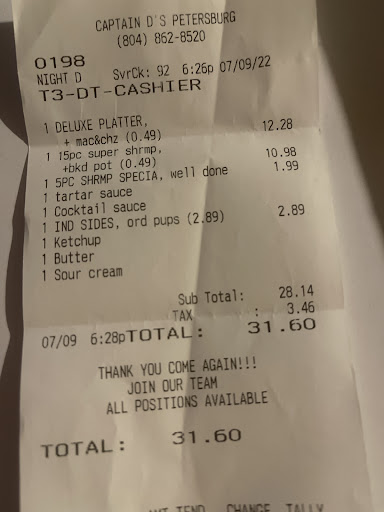 CAPTAIN D'S PETERSBURG
(804) 862-8520
0198
NIGHT D SvrCk: 92 6:26p 07/09/22
T3-DT-CASHIER
1 DELUXE PLATTER, 12.28
+ mac&chz (0.49)
1 15pc super shrmp, 10.98
+bkd pot (0.49)
1 5PC SHRMP SPECIA, well done 1.99
1 tartar sauce
1 Cocktail sauce
1 IND SIDES, ord pups (2.89) 2.89
1 Ketchup
1 Butter
1 Sour cream
Sub Total: 28.14
TAX : 3.46
07/09 6:28pTOTAL: 31.60
THANK YOU COME AGAIN!!!
JOIN OUR TEAM
ALL POSITIONS AVAILABLE
TOTAL: 31.60
TEND CHANGE TALLY